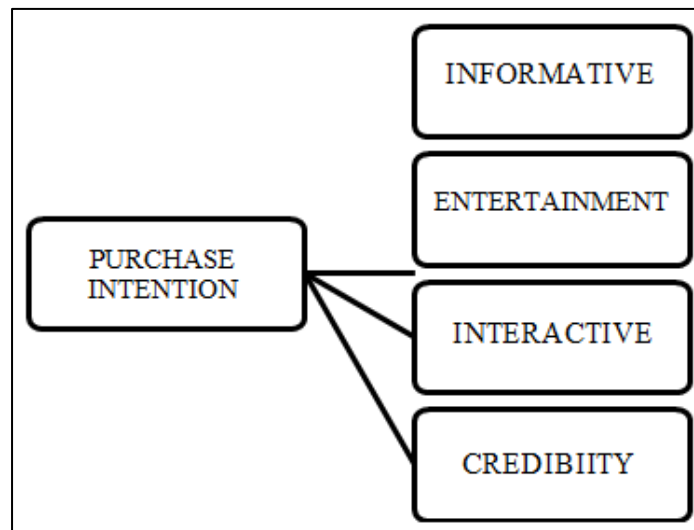 INFORMATIVE
ENTERTAINMENT
PURCHASE
INTENTION
INTERACTIVE
CREDIBIITY